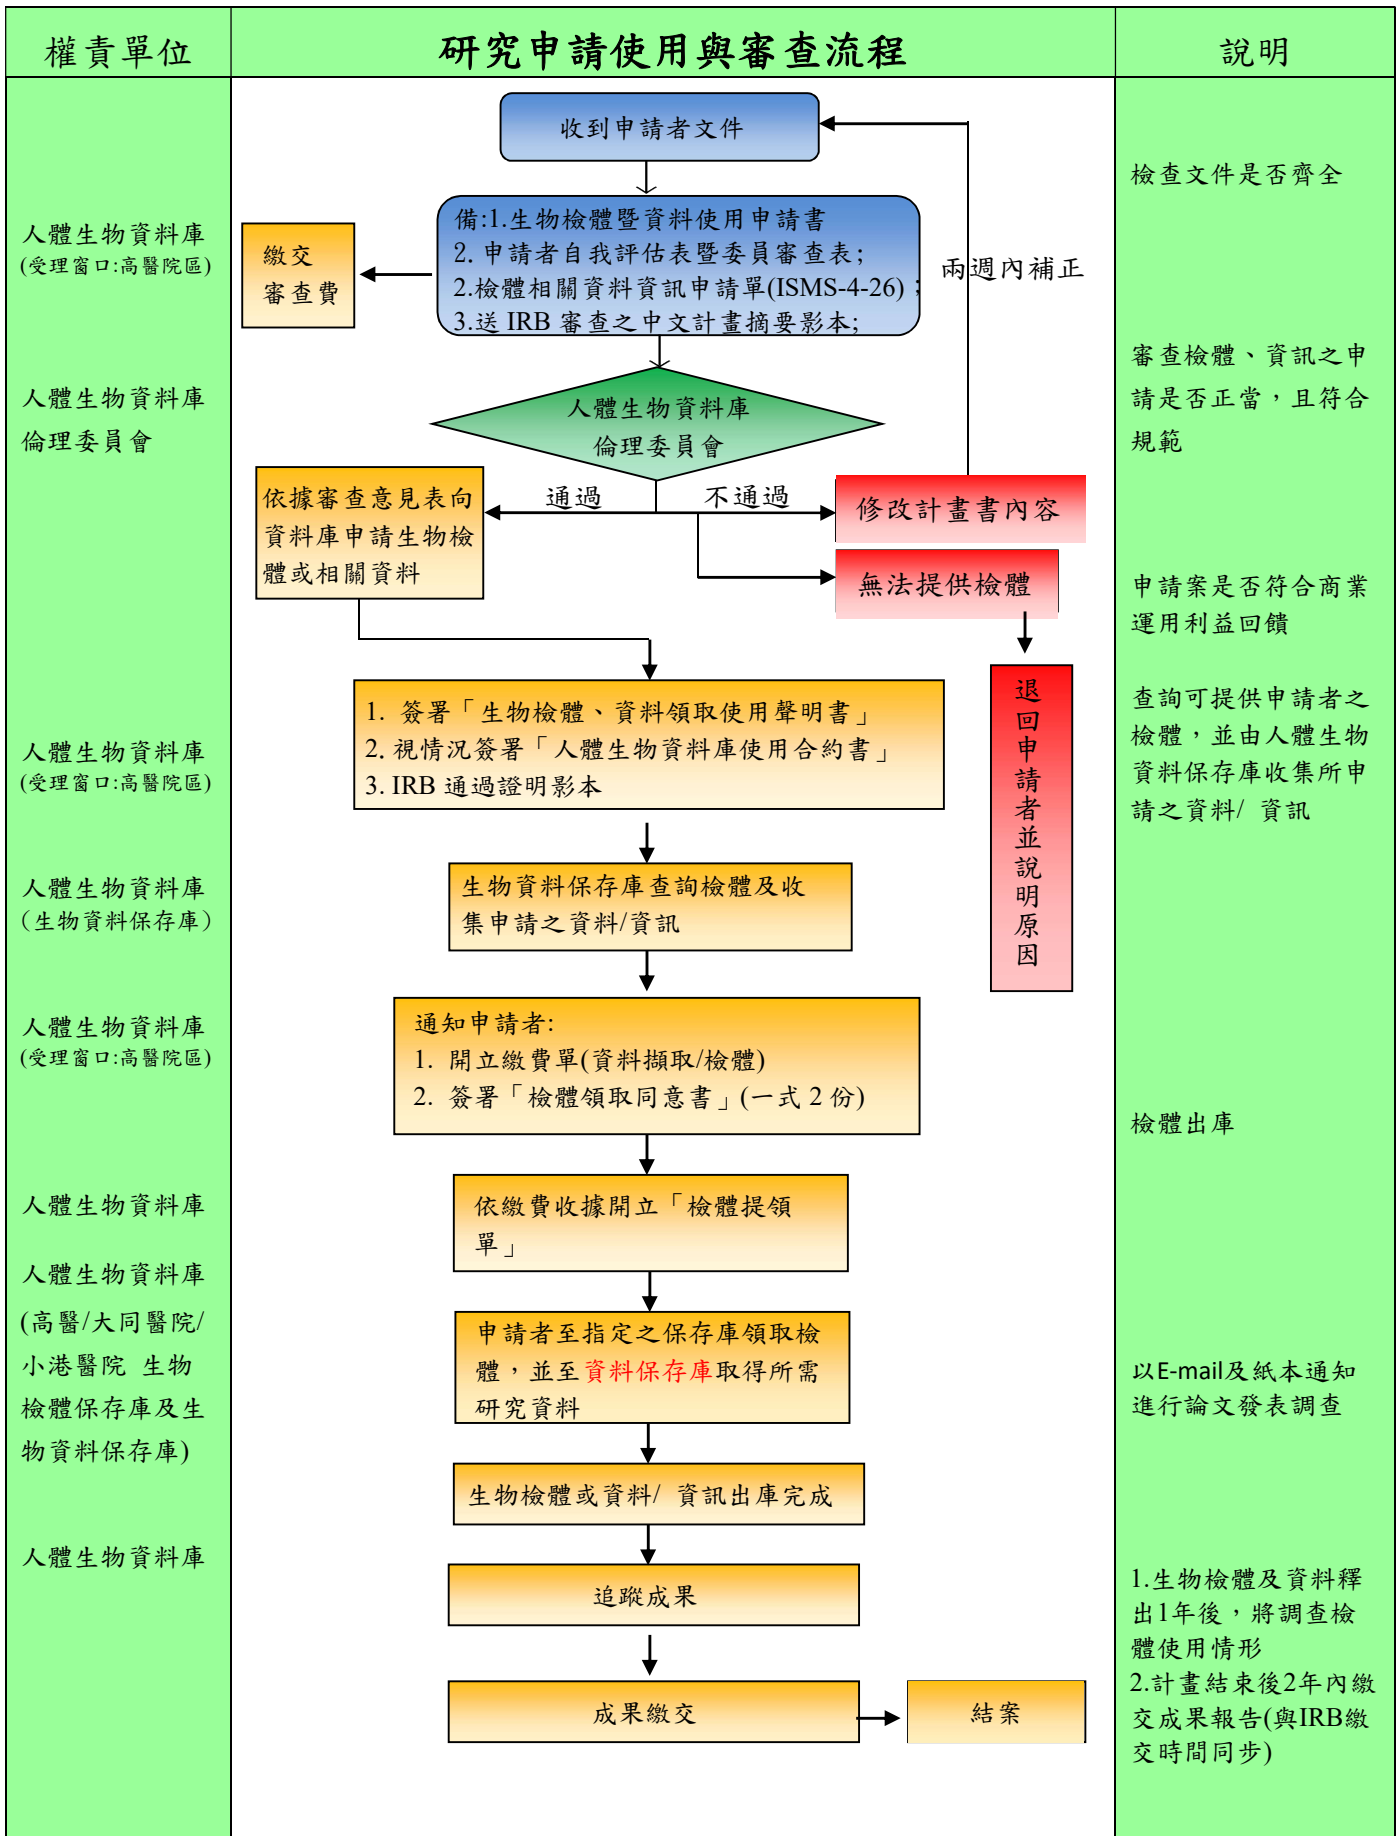 權責單位
研究申請使用與審查流程
說明
收到申請者文件
檢查文件是否齊全
備:1.生物檢體暨資料使用申請書
2. 申請者自我評估表暨委員審查表;
2.檢體相關資料資訊申請單(ISMS-4-26)；
3.送 IRB 審查之中文計畫摘要影本;
人體生物資料庫
(受理窗口:高醫院區)
繳交
審查費
兩週內補正
人體生物資料庫
倫理委員會
人體生物資料庫
倫理委員會
審查檢體、資訊之申
請是否正當，且符合
規範
通過
不通過
依據審查意見表向
資料庫申請生物檢
體或相關資料
修改計畫書內容
無法提供檢體
申請案是否符合商業
運用利益回饋
退回申請者並說明原因
1. 簽署「生物檢體、資料領取使用聲明書」
2. 視情況簽署「人體生物資料庫使用合約書」
3. IRB 通過證明影本
人體生物資料庫
(受理窗口:高醫院區)
查詢可提供申請者之
檢體，並由人體生物
資料保存庫收集所申
請之資料/ 資訊
人體生物資料庫
（生物資料保存庫）
生物資料保存庫查詢檢體及收
集申請之資料/資訊
人體生物資料庫
(受理窗口:高醫院區)
通知申請者:
1. 開立繳費單(資料擷取/檢體)
2. 簽署「檢體領取同意書」(一式 2 份)
檢體出庫
人體生物資料庫
依繳費收據開立「檢體提領
單」
人體生物資料庫
(高醫/大同醫院/
小港醫院 生物
檢體保存庫及生
物資料保存庫)
申請者至指定之保存庫領取檢
體，並至資料保存庫取得所需
研究資料
以E-mail及紙本通知
進行論文發表調查
生物檢體或資料/ 資訊出庫完成
人體生物資料庫
追蹤成果
1.生物檢體及資料釋
出1年後，將調查檢
體使用情形
2.計畫結束後2年內繳
交成果報告(與IRB繳
交時間同步)
成果繳交
結案